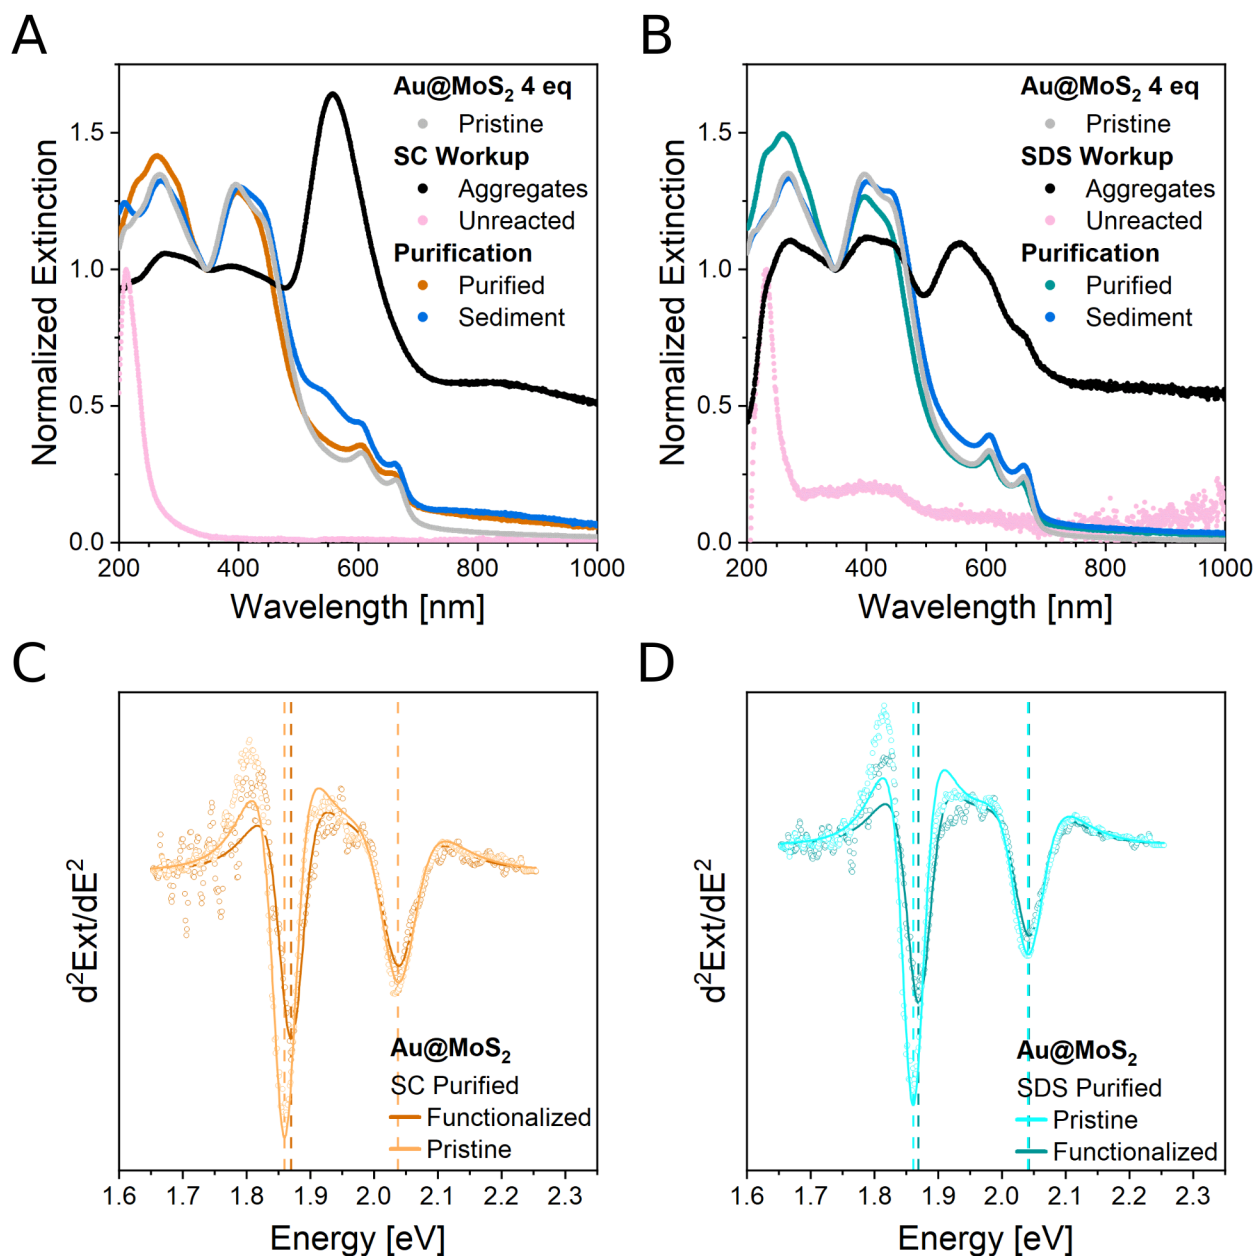 A
Normalized Extinction
1.5
1.0
0.5
0.0
Au@MoS2 4 eq
Pristine
SC Workup
Aggregates
Unreacted
Purification
Purified
Sediment
200 400 600 800 1000
Wavelength [nm]
B
Normalized Extinction
1.5
1.0
0.5
0.0
Au@MoS2 4 eq
Pristine
SDS Workup
Aggregates
Unreacted
Purification
Purified
Sediment
200 400 600 800 1000
Wavelength [nm]
C
d2Ext/dE2
Au@MoS2
SC Purified
Functionalized
Pristine
1.6 1.7 1.8 1.9 2.0 2.1 2.2 2.3
Energy [eV]
D
d2Ext/dE2
Au@MoS2
SDS Purified
Pristine
Functionalized
1.6 1.7 1.8 1.9 2.0 2.1 2.2 2.3
Energy [eV]